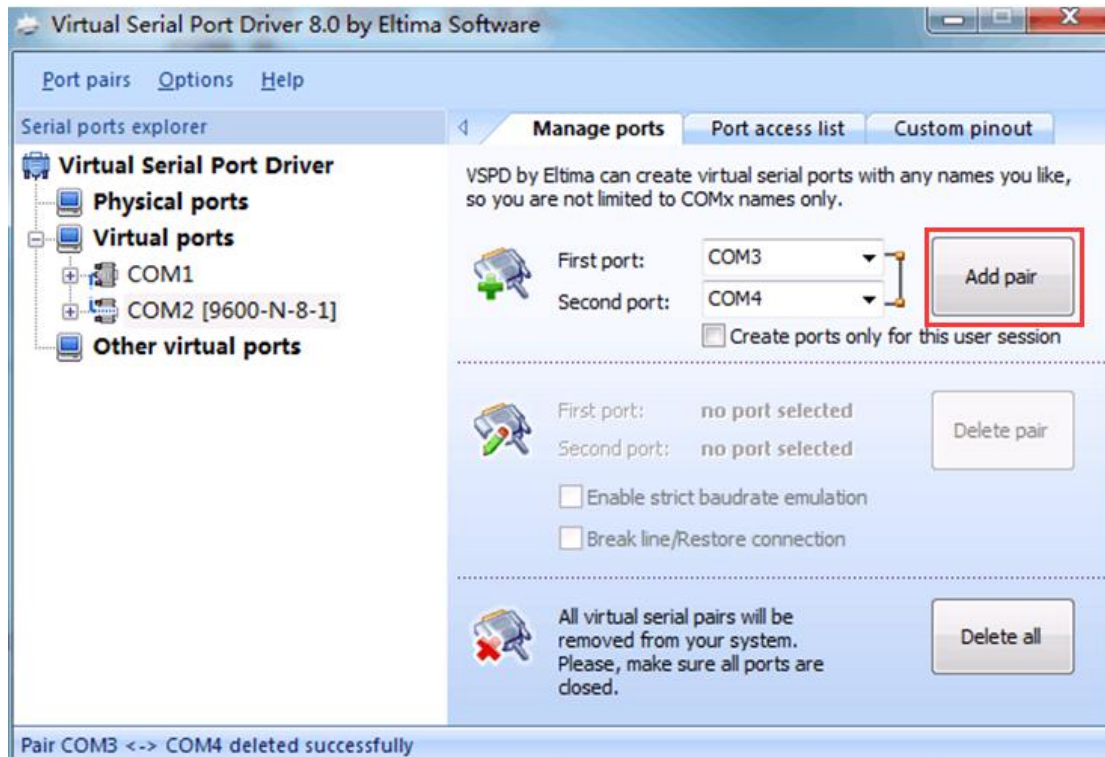 Virtual Serial Port Driver 8.0 by Eltima Software
Port pairs Options Help
Serial ports explorer
Virtual Serial Port Driver
Physical ports
Virtual ports
COM1
COM2 [9600-N-8-1]
Other virtual ports
Manage ports Port access list Custom pinout
VSPD by Eltima can create virtual serial ports with any names you like,
so you are not limited to COMx names only.
First port: COM3
Second port: COM4
Add pair
Create ports only for this user session
First port: no port selected
Second port: no port selected
Delete pair
Enable strict baudrate emulation
Break line/Restore connection
All virtual serial pairs will be
removed from your system.
Please, make sure all ports are
closed.
Delete all
Pair COM3 <-> COM4 deleted successfully